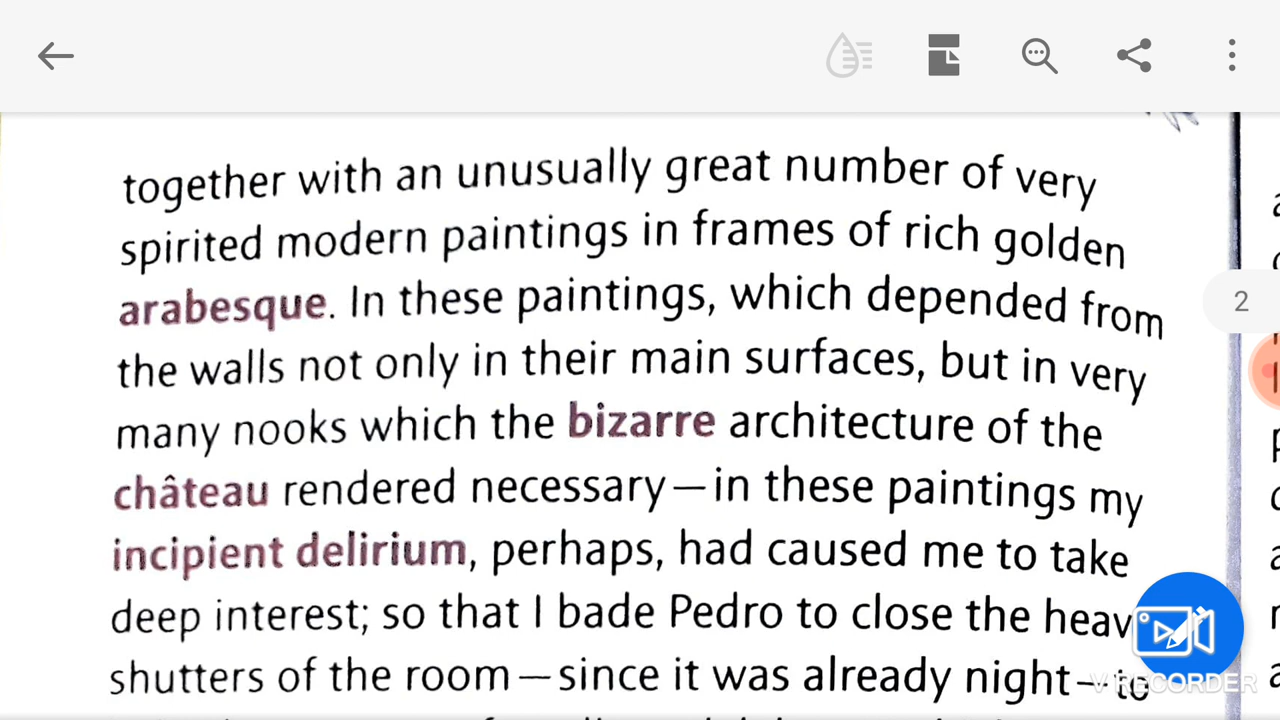 together with an unusually great number of very
spirited modern paintings in frames of rich golden
arabesque. In these paintings, which depended from
2
the walls not only in their main surfaces, but in very
many nooks which the bizarre architecture of the
château rendered necessary—in these paintings my
incipient delirium, perhaps, had caused me to take
deep interest; so that I bade Pedro to close the heav
shutters of the room—since it was already night—to
V RECORDER